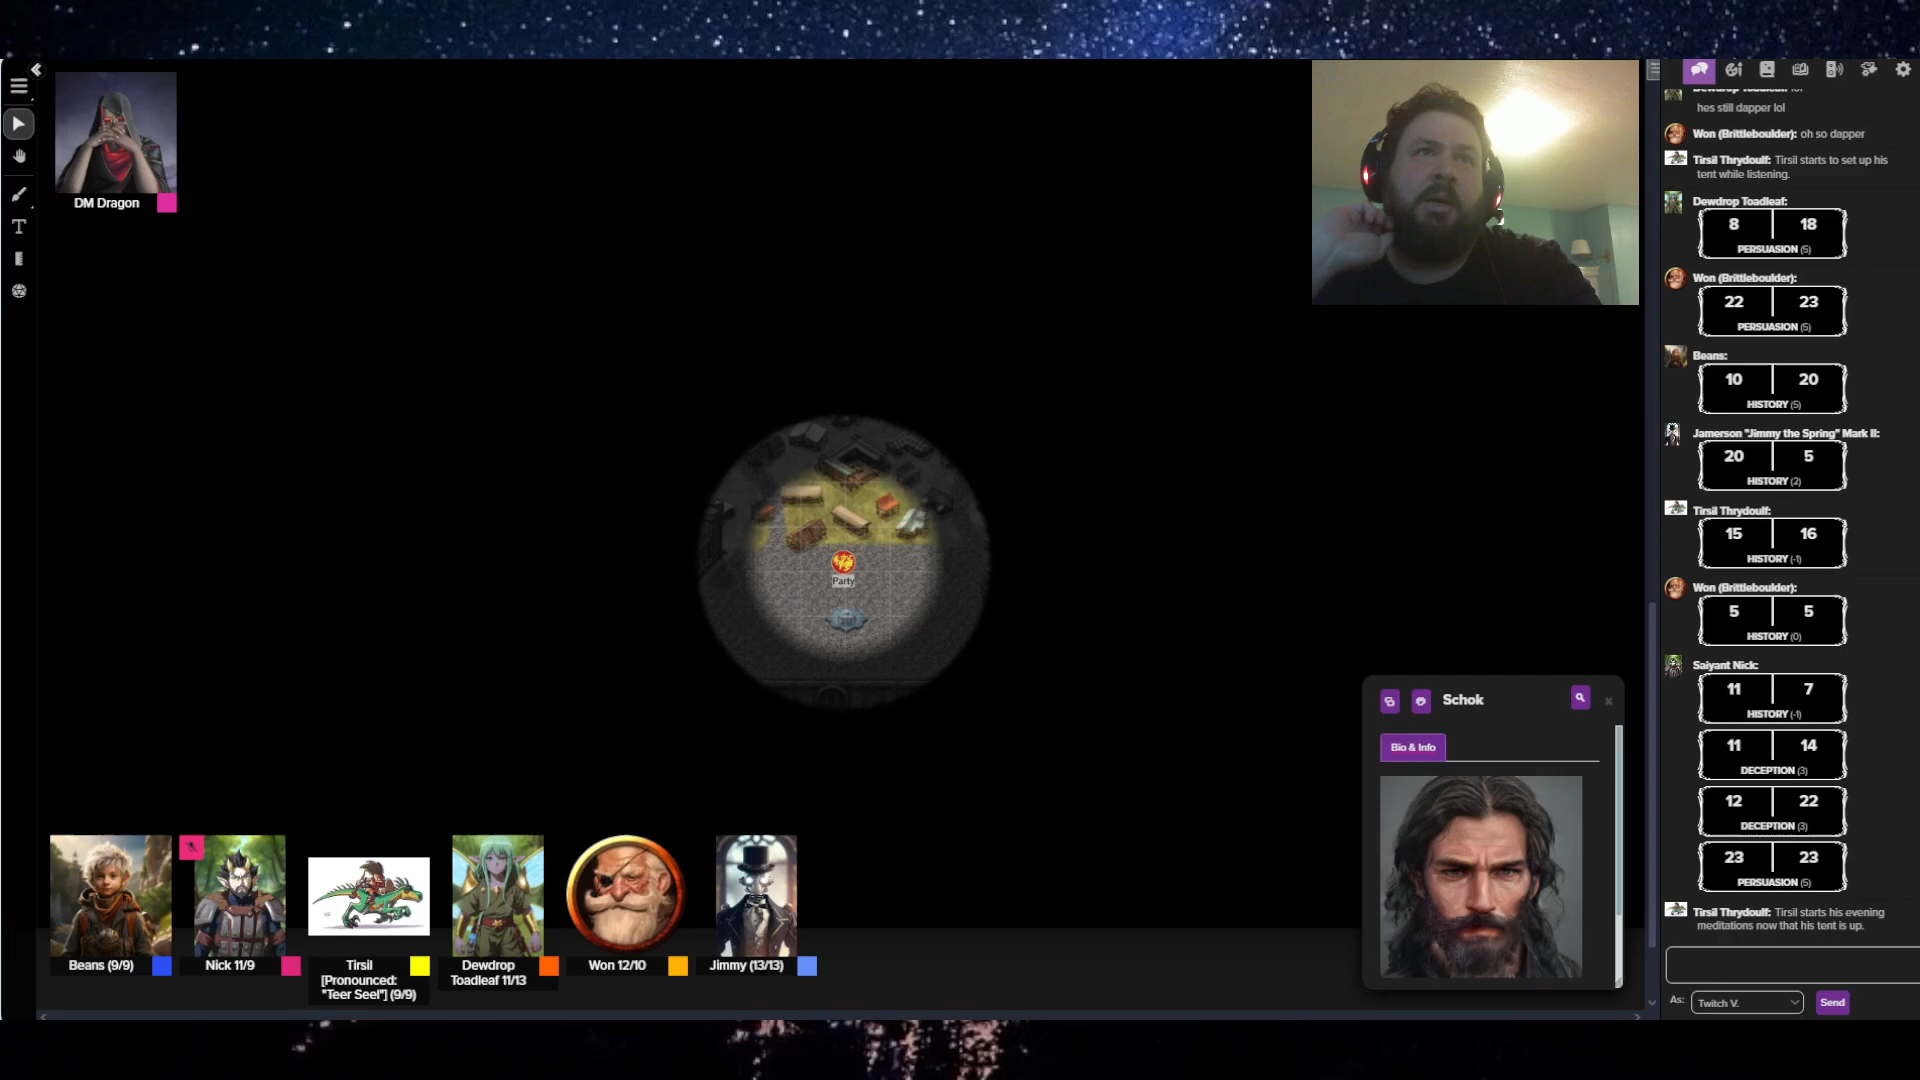 DM Dragon
Party
Schok
Bio & Info
Beans (9/9)
Nick 11/9
Tirsil
[Pronounced:
"Teer Seel"] (9/9)
Dewdrop
Toadleaf 11/13
Won 12/10
Jimmy (13/13)
hes still dapper lol
Won (Brittleboulder): oh so dapper
Tirsil Thrydoulf: Tirsil starts to set up his
tent while listening.
Dewdrop Toadleaf:
8 18
PERSUASION (5)
Won (Brittleboulder):
22 23
PERSUASION (5)
Beans:
10 20
HISTORY (5)
Jamerson "Jimmy the Spring" Mark II:
20 5
HISTORY (2)
Tirsil Thrydoulf:
15 16
HISTORY (-1)
Won (Brittleboulder):
5 5
HISTORY (0)
Saiyant Nick:
11 7
HISTORY (-1)
11 14
DECEPTION (3)
12 22
DECEPTION (3)
23 23
PERSUASION (5)
Tirsil Thrydoulf: Tirsil starts his evening
meditations now that his tent is up.
As: Twitch V. Send